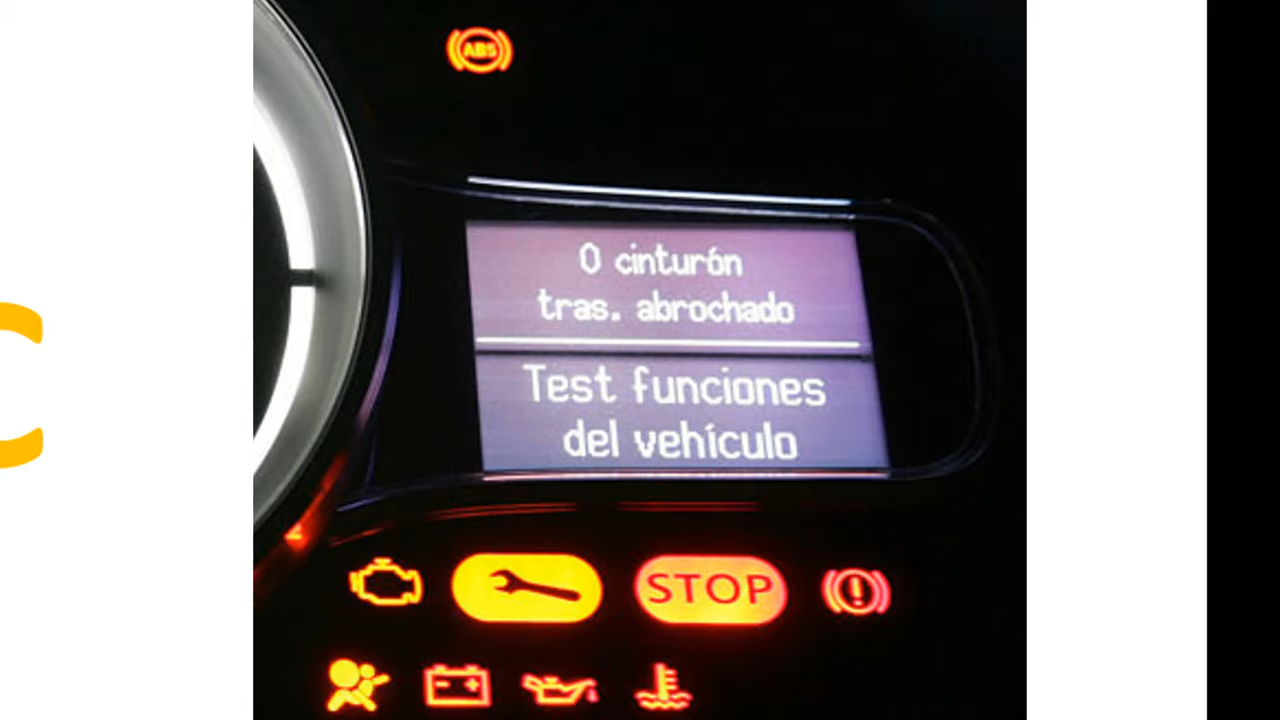 ABS
0 cinturón
tras. abrochado
Test funciones
del vehículo
STOP